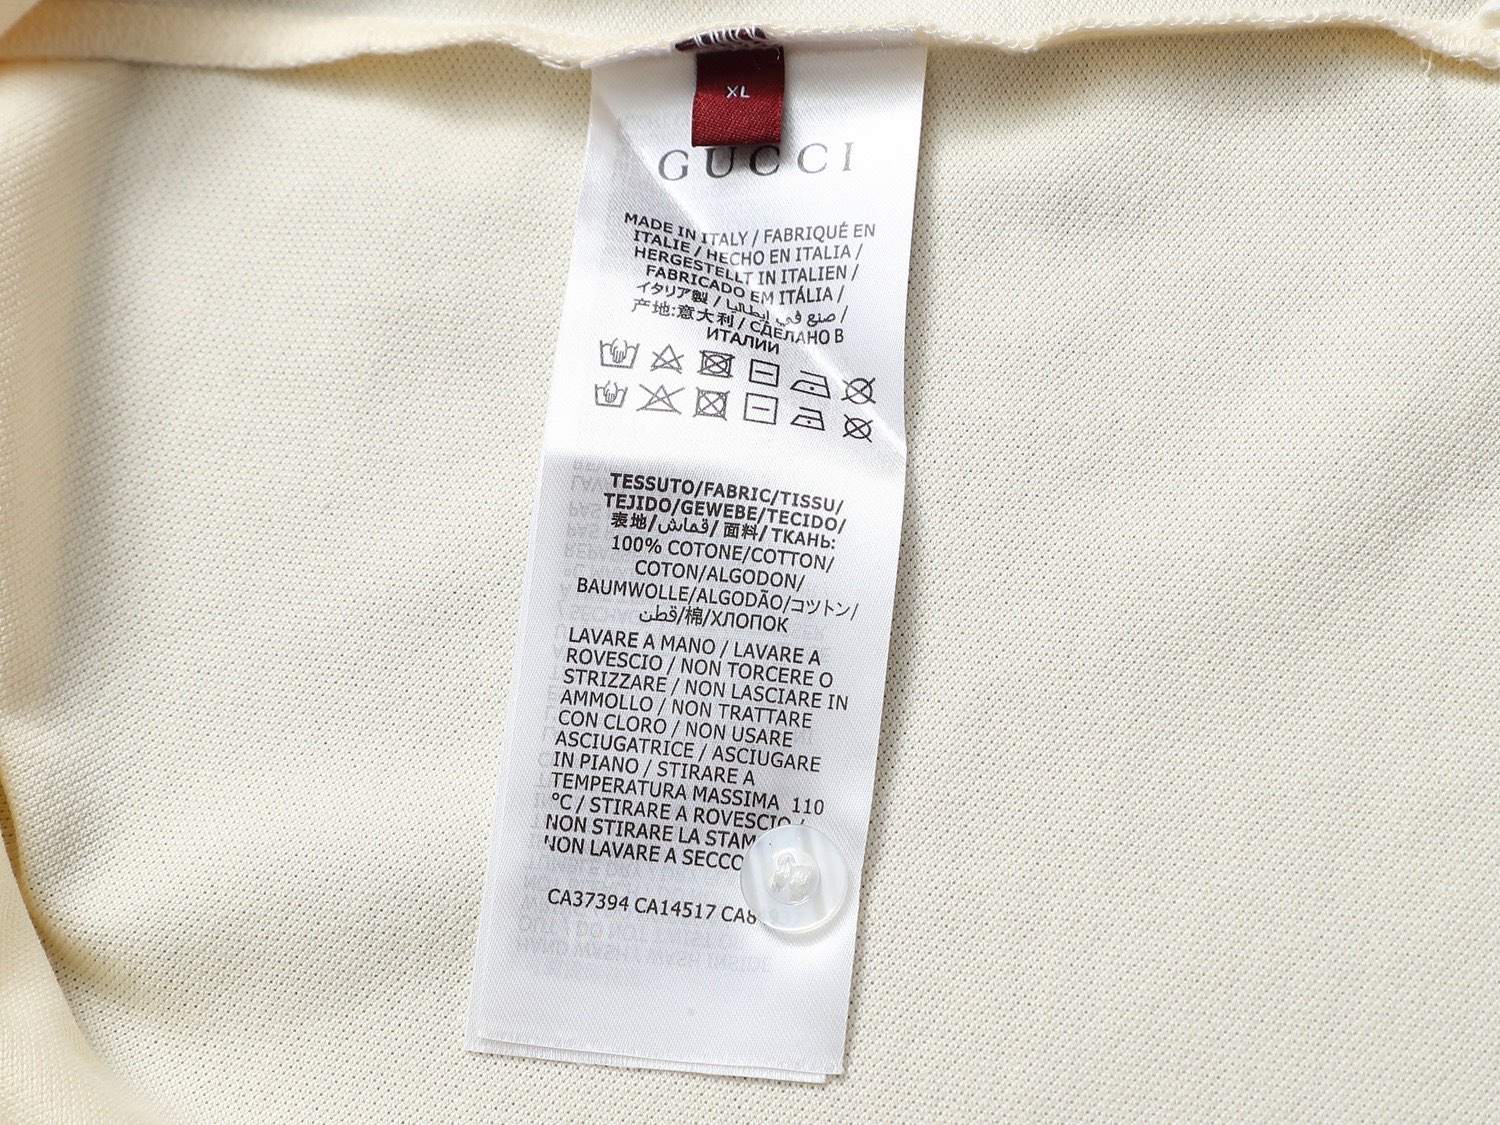 XL
GUCCI
MADE IN ITALY / FABRIQUÉ EN
ITALIE / HECHO EN ITALIA /
HERGESTELLT IN ITALIEN /
FABRICADO EM ITÁLIA /
イタリア製 / صنع في إيطاليا /
产地:意大利 / СДЕЛАНО В
ИТАЛИИ
TESSUTO/FABRIC/TISSU/
TEJIDO/GEWEBE/TECIDO/
表地/قماش/面料/ТКАНЬ:
100% COTONE/COTTON/
COTON/ALGODON/
BAUMWOLLE/ALGODÃO/コットン/
قطن/棉/ХЛОПОК
LAVARE A MANO / LAVARE A
ROVESCIO / NON TORCERE O
STRIZZARE / NON LASCIARE IN
AMMOLLO / NON TRATTARE
CON CLORO / NON USARE
ASCIUGATRICE / ASCIUGARE
IN PIANO / STIRARE A
TEMPERATURA MASSIMA 110
°C / STIRARE A ROVESCIO /
NON STIRARE LA
NON LAVARE A SECCO
CA37394 CA14517